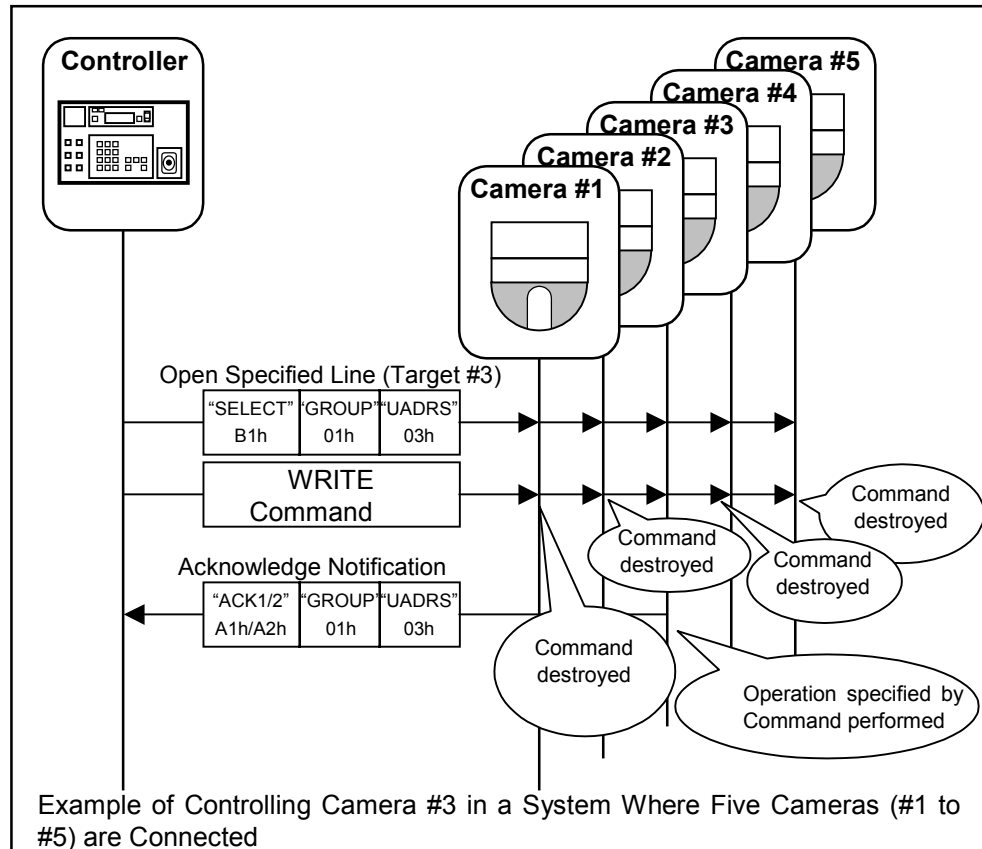 Controller
Camera #5
Camera #4
Camera #3
Camera #2
Camera #1
Open Specified Line (Target #3)
"SELECT" "GROUP" "UADRS"
B1h 01h 03h
WRITE
Command
Command
destroyed
Command
destroyed
Command
destroyed
Acknowledge Notification
"ACK1/2" "GROUP" "UADRS"
A1h/A2h 01h 03h
Command
destroyed
Operation specified by
Command performed
Example of Controlling Camera #3 in a System Where Five Cameras (#1 to
#5) are Connected